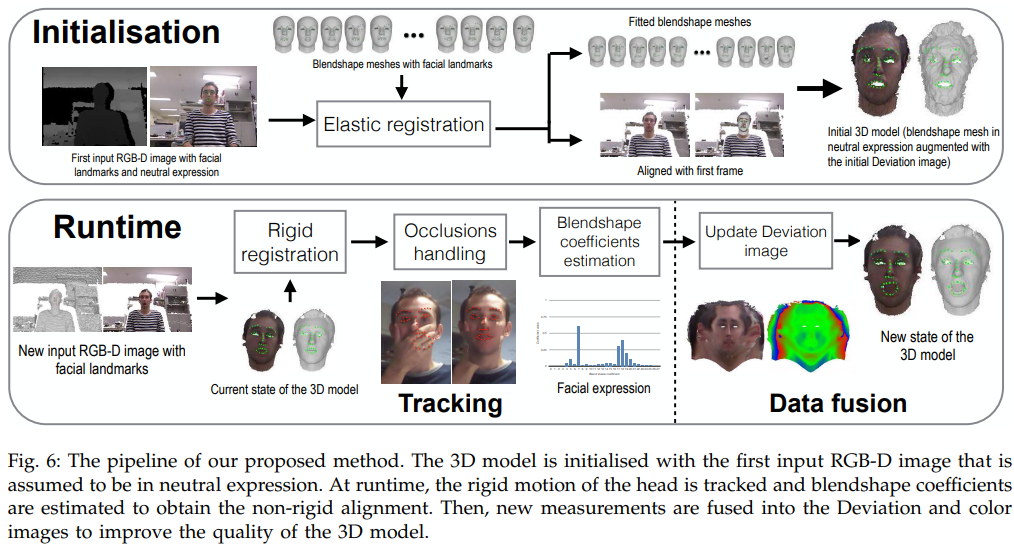 Initialisation
Blendshape meshes with facial landmarks
First input RGB-D image with facial
landmarks and neutral expression
Elastic registration
Fitted blendshape meshes
Aligned with first frame
Initial 3D model (blendshape mesh in
neutral expression augmented with
the initial Deviation image)
Runtime
New input RGB-D image with
facial landmarks
Rigid
registration
Current state of the 3D model
Occlusions
handling
Blendshape
coefficients
estimation
Facial expression
Tracking
Update Deviation
image
New state of the
3D model
Data fusion
Fig. 6: The pipeline of our proposed method. The 3D model is initialised with the first input RGB-D image that is
assumed to be in neutral expression. At runtime, the rigid motion of the head is tracked and blendshape coefficients
are estimated to obtain the non-rigid alignment. Then, new measurements are fused into the Deviation and color
images to improve the quality of the 3D model.